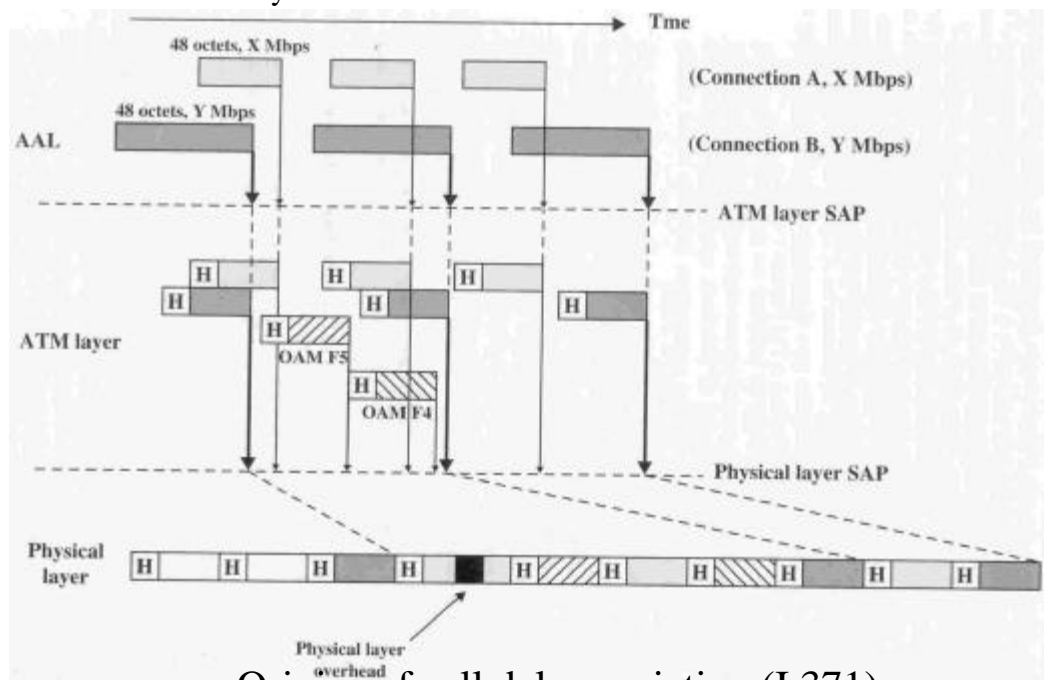 Tme
48 octets, X Mbps
(Connection A, X Mbps)
48 octets, Y Mbps
AAL
(Connection B, Y Mbps)
ATM layer SAP
H H H
H H H
ATM layer
H
OAM F5
H
OAM F4
Physical layer SAP
Physical layer
H H H H H H H H H H
Physical layer
overhead
(I.371)